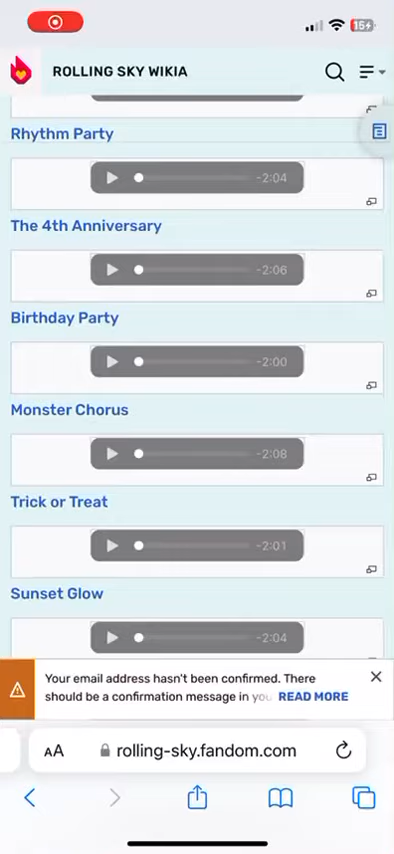 15
ROLLING SKY WIKIA
Rhythm Party
-2:04
The 4th Anniversary
-2:06
Birthday Party
-2:00
Monster Chorus
-2:08
Trick or Treat
-2:01
Sunset Glow
-2:04
Your email address hasn't been confirmed. There
should be a confirmation message in you READ MORE
AA rolling-sky.fandom.com